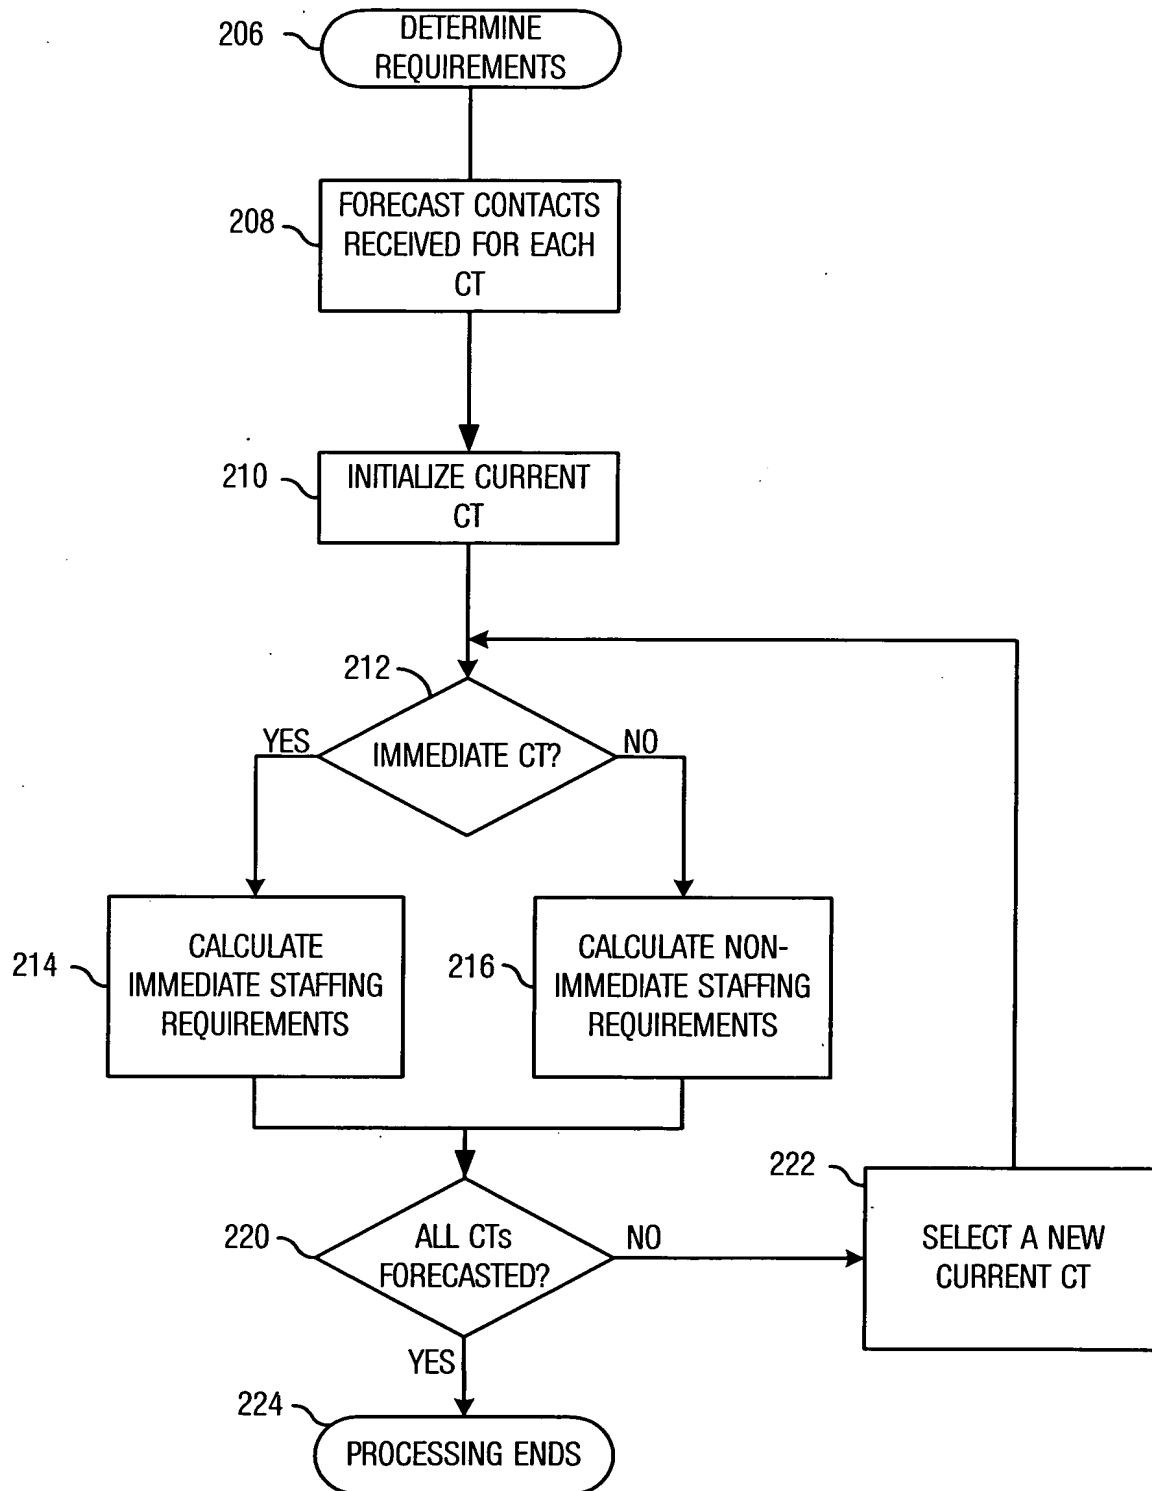 206
DETERMINE
REQUIREMENTS
208
FORECAST CONTACTS
RECEIVED FOR EACH
CT
210
INITIALIZE CURRENT
CT
212
YES
IMMEDIATE CT?
NO
214
CALCULATE
IMMEDIATE STAFFING
REQUIREMENTS
216
CALCULATE NON-
IMMEDIATE STAFFING
REQUIREMENTS
220
ALL CTs
FORECASTED?
NO
222
SELECT A NEW
CURRENT CT
YES
224
PROCESSING ENDS